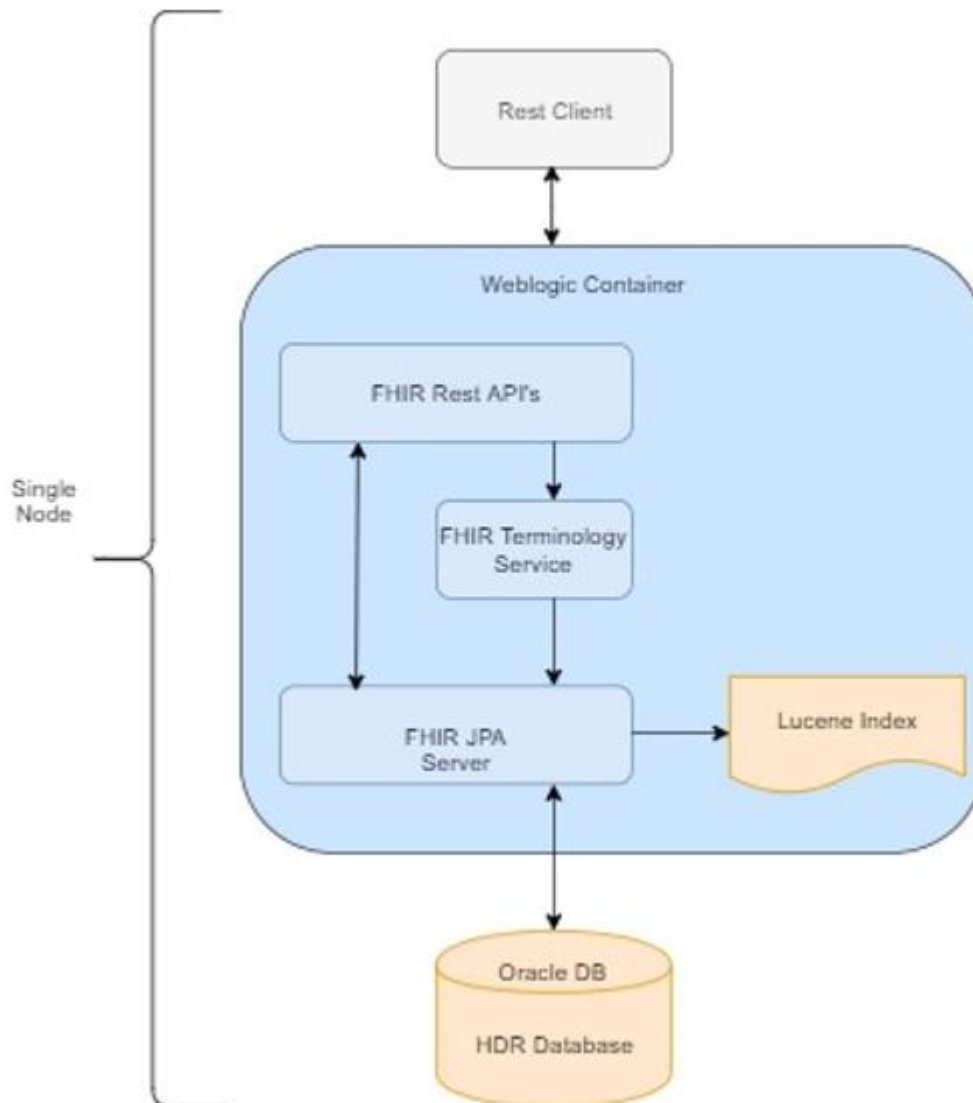 Rest Client
Weblogic Container
FHIR Rest API's
Single
Node
FHIR Terminology
Service
FHIR JPA
Server
Lucene Index
Oracle DB
HDR Database